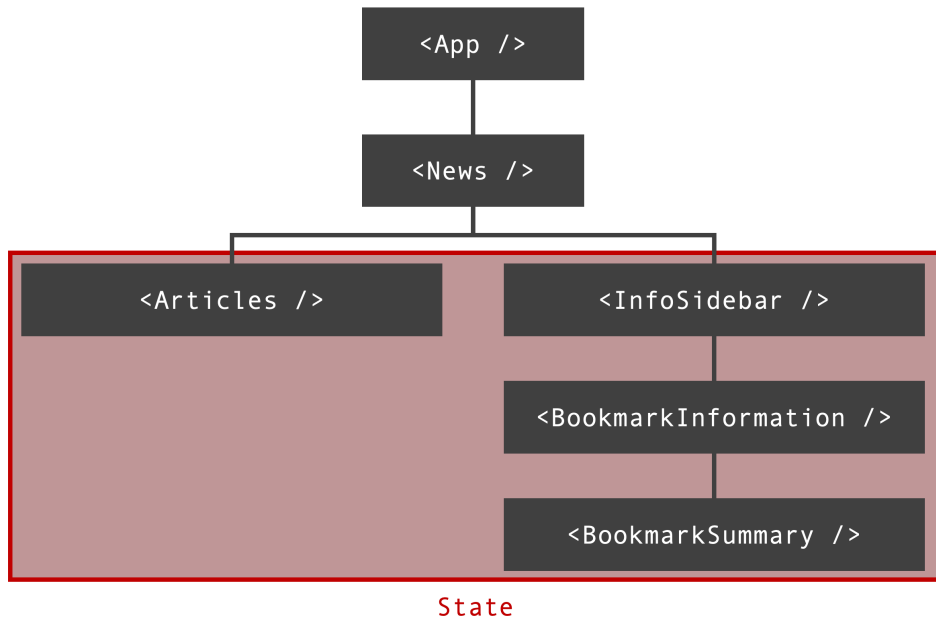 <App />
<News />
<Articles />
<InfoSidebar />
<BookmarkInformation />
<BookmarkSummary />
State